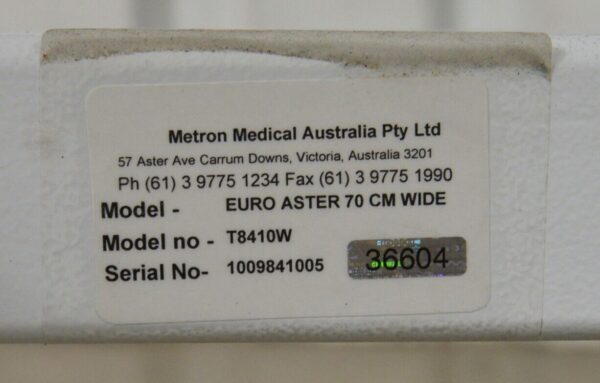 Metron Medical Australia Pty Ltd
57 Aster Ave Carrum Downs, Victoria, Australia 3201
Ph (61) 3 9775 1234 Fax (61) 3 9775 1990
Model - EURO ASTER 70 CM WIDE
Model no - T8410W
Serial No- 1009841005
36604